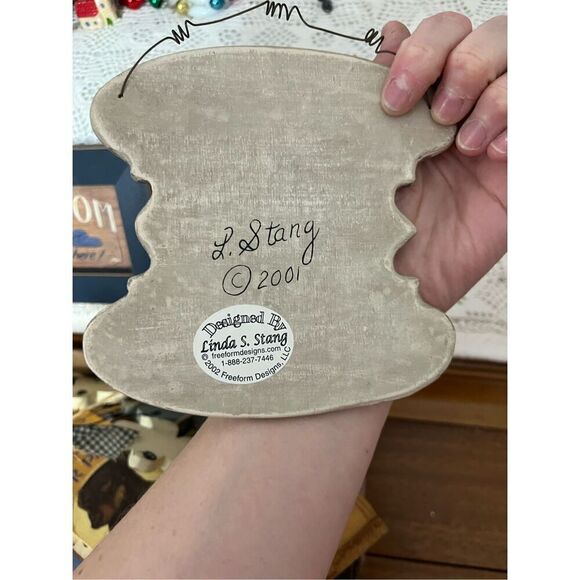 L. Stang
© 2001
Designed By
Linda S. Stang
freeformdesigns.com
1-888-237-7446
© 2002 Freeform Designs, LLC